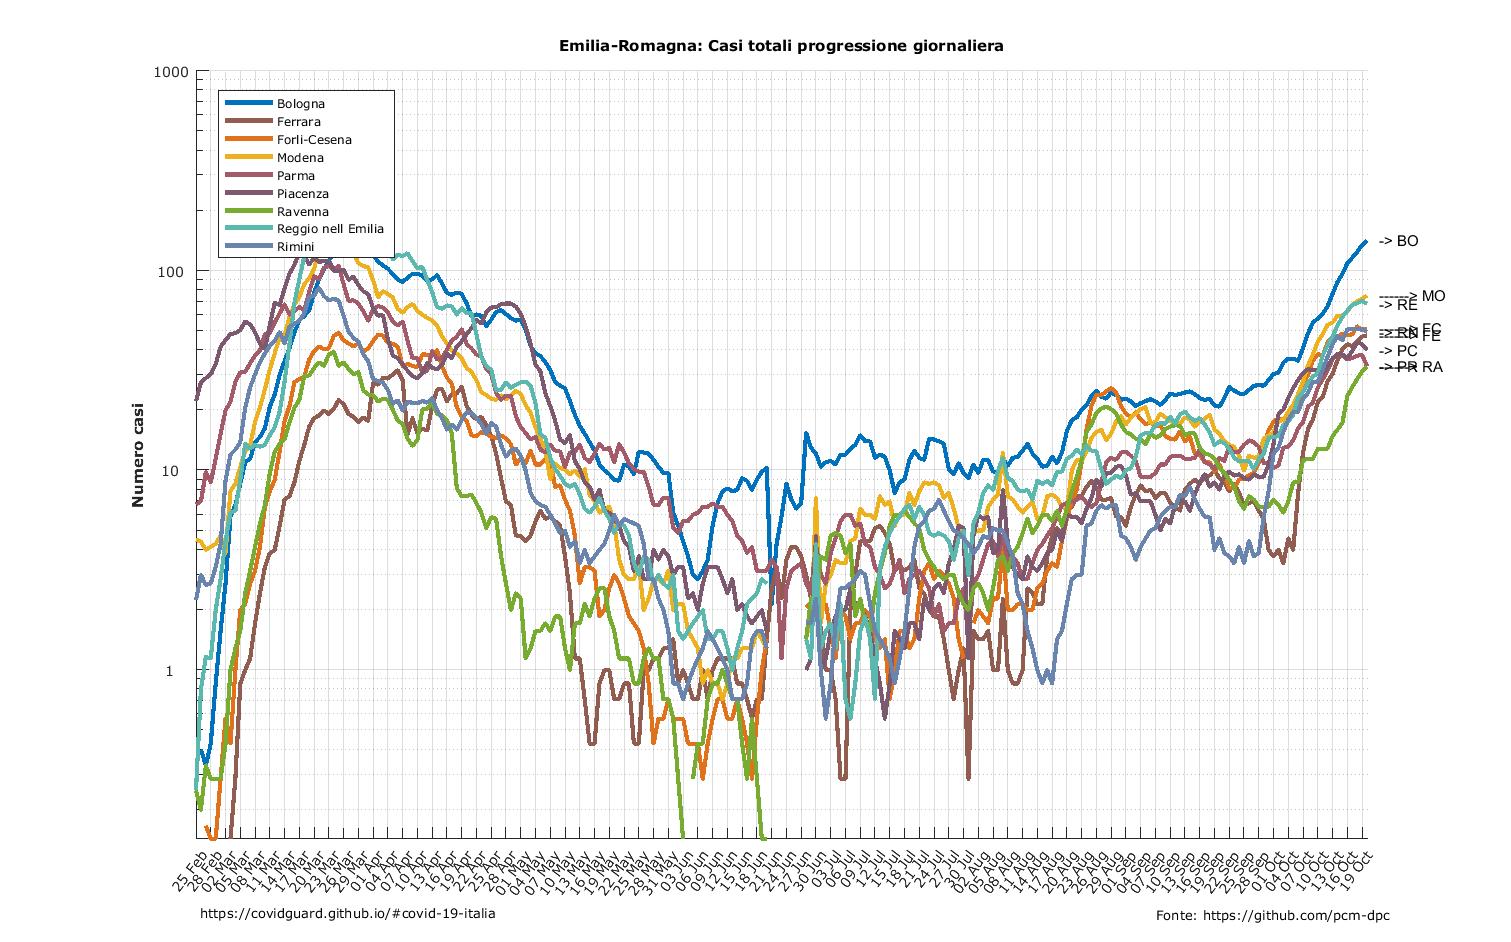 Emilia-Romagna: Casi totali progressione giornaliera
1000
100
10
1
Numero casi
Bologna
Ferrara
Forli-Cesena
Modena
Parma
Piacenza
Ravenna
Reggio nell Emilia
Rimini
-> BO
------> MO
-> RE
-> FC
-> RN
-> FE
-> PC
-> PR
RA
25 Feb
28 Feb
02 Mar
05 Mar
08 Mar
11 Mar
14 Mar
17 Mar
20 Mar
23 Mar
26 Mar
29 Mar
01 Apr
04 Apr
07 Apr
10 Apr
13 Apr
16 Apr
19 Apr
22 Apr
25 Apr
28 Apr
01 May
04 May
07 May
10 May
13 May
16 May
19 May
22 May
25 May
28 May
31 May
03 Jun
06 Jun
09 Jun
12 Jun
15 Jun
18 Jun
21 Jun
24 Jun
27 Jun
30 Jun
30 Jul
03 Jul
06 Jul
09 Jul
12 Jul
15 Jul
18 Jul
21 Jul
24 Jul
27 Jul
30 Jul
02 Aug
05 Aug
08 Aug
11 Aug
14 Aug
17 Aug
20 Aug
23 Aug
26 Aug
29 Aug
01 Sep
04 Sep
07 Sep
10 Sep
13 Sep
16 Sep
19 Sep
22 Sep
25 Sep
28 Sep
01 Oct
04 Oct
07 Oct
10 Oct
13 Oct
16 Oct
19 Oct
https://covidguard.github.io/#covid-19-italia
Fonte: https://github.com/pcm-dpc